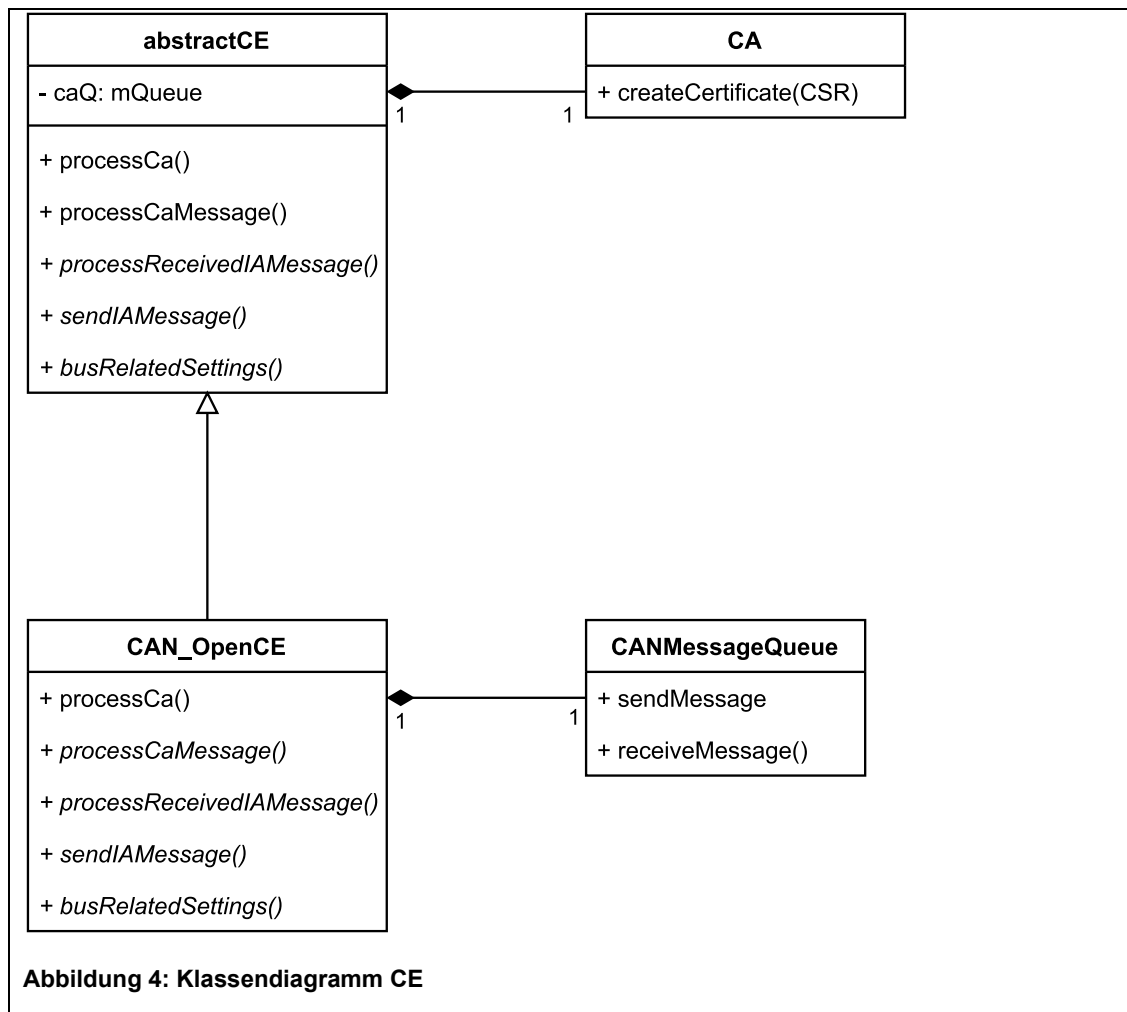 abstractCE
- caQ: mQueue
+ processCa()
+ processCaMessage()
+ processReceivedIAMessage()
+ sendIAMessage()
+ busRelatedSettings()
1
1
CA
+ createCertificate(CSR)
CAN_OpenCE
+ processCa()
+ processCaMessage()
+ processReceivedIAMessage()
+ sendIAMessage()
+ busRelatedSettings()
1
1
CANMessageQueue
+ sendMessage
+ receiveMessage()
Abbildung 4: Klassendiagramm CE